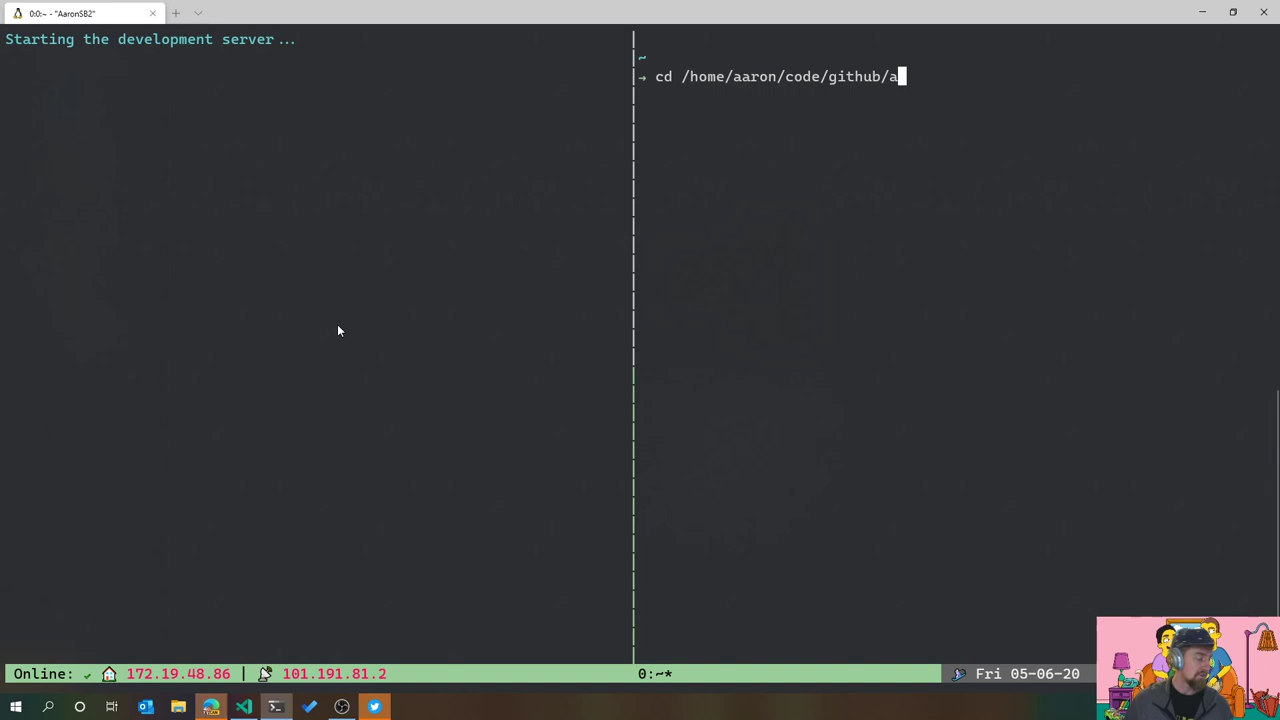 0:0:~ - "AaronSB2"
Starting the development server...
~
→ cd /home/aaron/code/github/a
Online: ✓ 172.19.48.86 | 101.191.81.2
0:~*
Fri 05-06-20